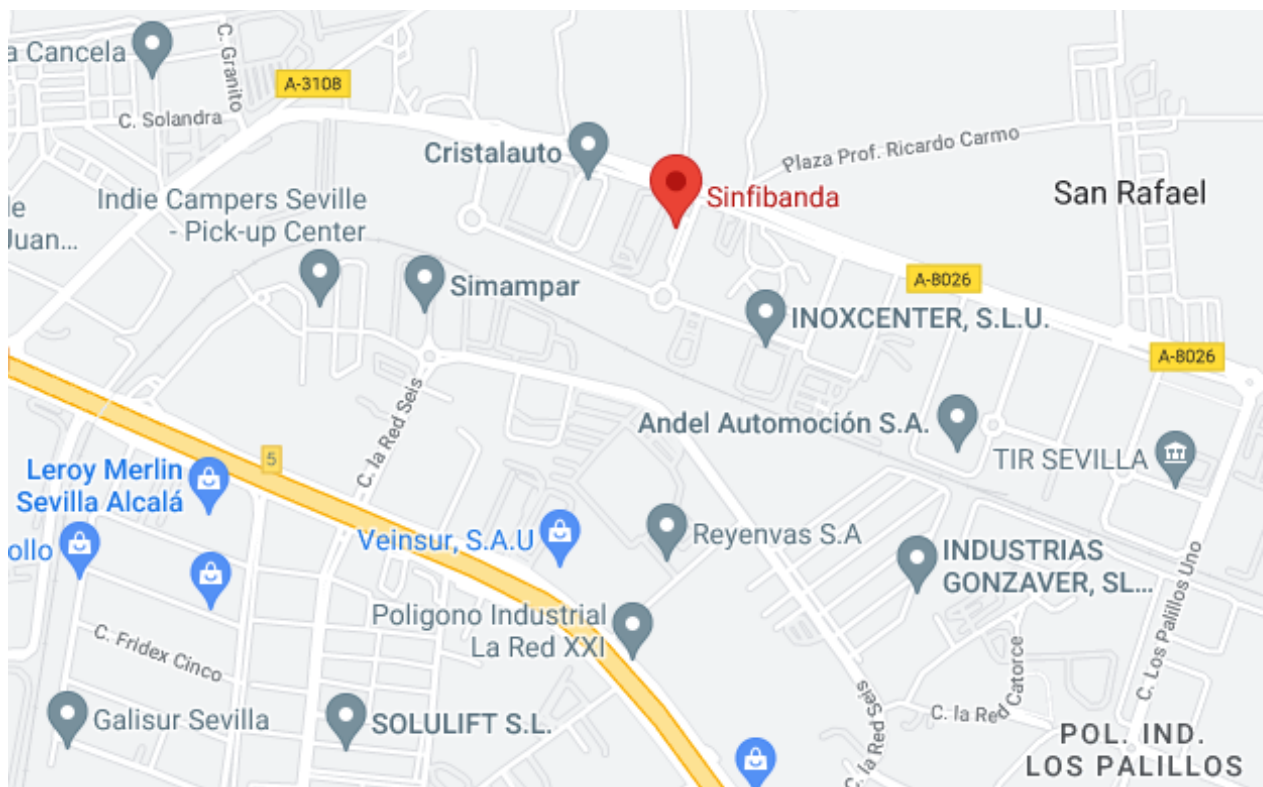 a Cancela
C. Granito
A-3108
C. Solandra
Cristalauto
Plaza Prof. Ricardo Carmo
San Rafael
Sinfibanda
Indie Campers Seville
- Pick-up Center
le
Juan...
A-8026
Simampar
INOXCENTER, S.L.U.
A-8026
C. la Red Seis
Andel Automoción S.A.
TIR SEVILLA
5
Leroy Merlin
Sevilla Alcalá
ollo
Veinsur, S.A.U
Reyenvas S.A
INDUSTRIAS
GONZAVER, SL...
C. Los Palillos Uno
Poligono Industrial
La Red XXI
C. Fridex Cinco
C. la Red Catorce
C. la Red Seis
Galisur Sevilla
SOLULIFT S.L.
POL. IND.
LOS PALILLOS